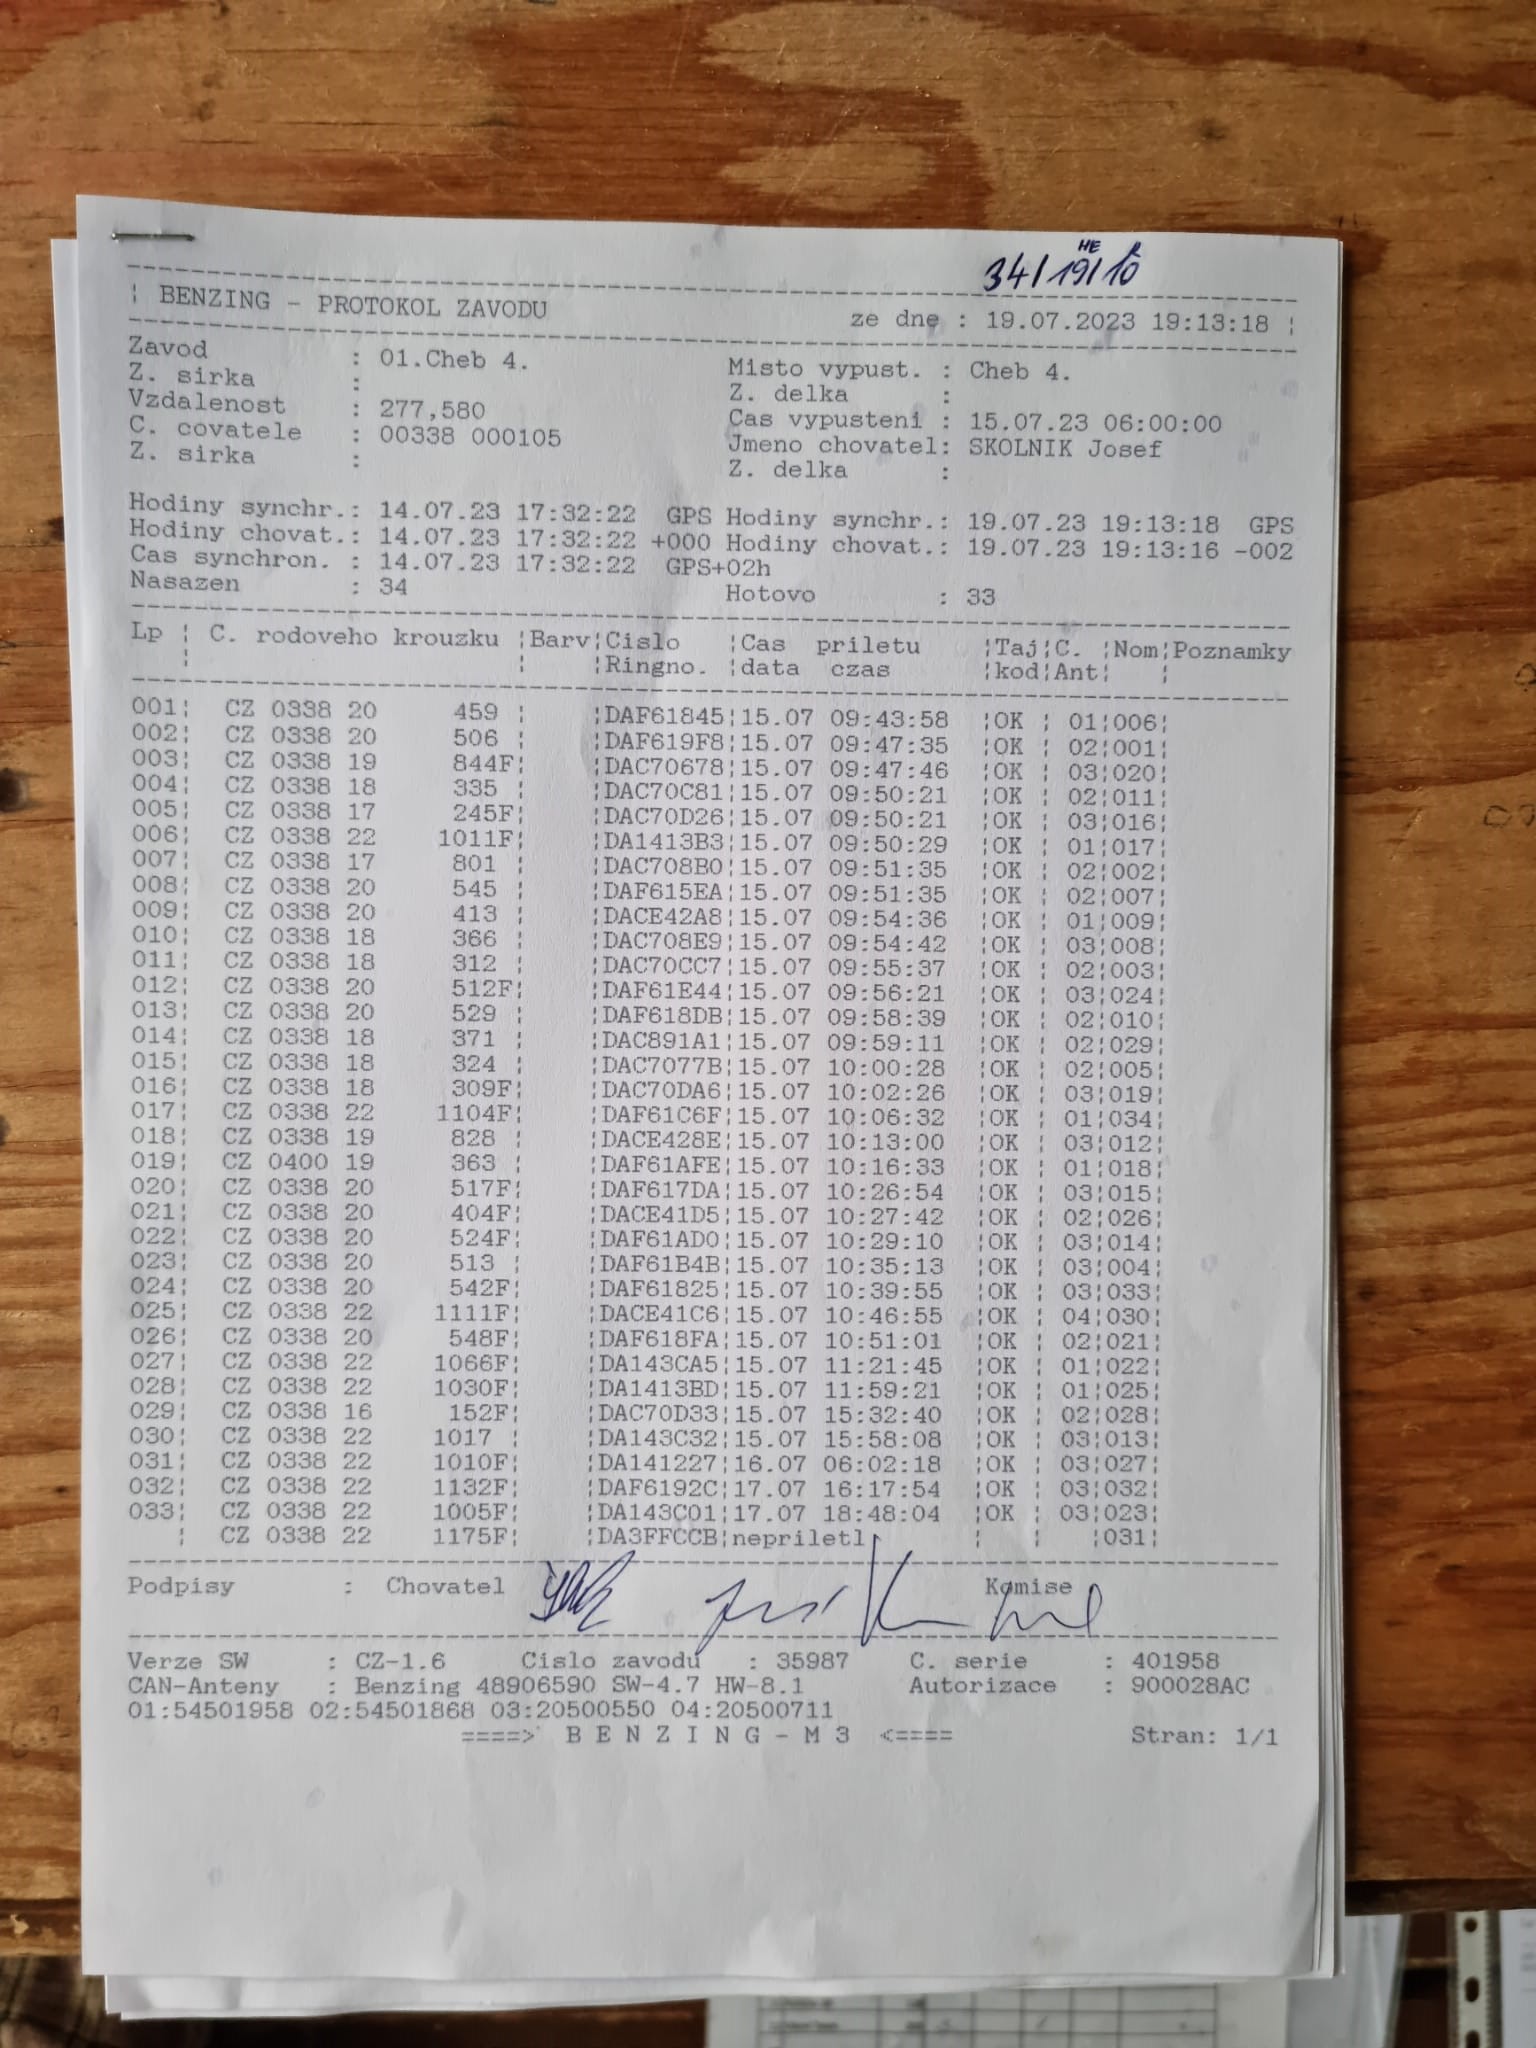 HE R
34/19/10
BENZING - PROTOKOL ZAVODU ze dne : 19.07.2023 19:13:18
Zavod : 01.Cheb 4. Misto vypust. : Cheb 4.
Z. sirka : Z. delka :
Vzdalenost : 277,580 Cas vypusteni : 15.07.23 06:00:00
C. covatele : 00338 000105 Jmeno chovatel: SKOLNIK Josef
Z. sirka : Z. delka :
Hodiny synchr.: 14.07.23 17:32:22 GPS Hodiny synchr.: 19.07.23 19:13:18 GPS
Hodiny chovat.: 14.07.23 17:32:22 +000 Hodiny chovat.: 19.07.23 19:13:16 -002
Cas synchron. : 14.07.23 17:32:22 GPS+02h
Nasazen : 34 Hotovo : 33
Lp ¦ C. rodoveho krouzku ¦Barv¦Cislo ¦Cas priletu ¦Taj¦C. ¦Nom¦Poznamky
¦ ¦ ¦Ringno. ¦data czas ¦kod¦Ant¦ ¦
001¦ CZ 0338 20 459 ¦ ¦DAF61845¦15.07 09:43:58 ¦OK ¦ 01¦006¦
002¦ CZ 0338 20 506 ¦ ¦DAF619F8¦15.07 09:47:35 ¦OK ¦ 02¦001¦
003¦ CZ 0338 19 844F¦ ¦DAC70678¦15.07 09:47:46 ¦OK ¦ 03¦020¦
004¦ CZ 0338 18 335 ¦ ¦DAC70C81¦15.07 09:50:21 ¦OK ¦ 02¦011¦
005¦ CZ 0338 17 245F¦ ¦DAC70D26¦15.07 09:50:21 ¦OK ¦ 03¦016¦
006¦ CZ 0338 22 1011F¦ ¦DA1413B3¦15.07 09:50:29 ¦OK ¦ 01¦017¦
007¦ CZ 0338 17 801 ¦ ¦DAC708B0¦15.07 09:51:35 ¦OK ¦ 02¦002¦
008¦ CZ 0338 20 545 ¦ ¦DAF615EA¦15.07 09:51:35 ¦OK ¦ 02¦007¦
009¦ CZ 0338 20 413 ¦ ¦DACE42A8¦15.07 09:54:36 ¦OK ¦ 01¦009¦
010¦ CZ 0338 18 366 ¦ ¦DAC708E9¦15.07 09:54:42 ¦OK ¦ 03¦008¦
011¦ CZ 0338 18 312 ¦ ¦DAC70CC7¦15.07 09:55:37 ¦OK ¦ 02¦003¦
012¦ CZ 0338 20 512F¦ ¦DAF61E44¦15.07 09:56:21 ¦OK ¦ 03¦024¦
013¦ CZ 0338 20 529 ¦ ¦DAF618DB¦15.07 09:58:39 ¦OK ¦ 02¦010¦
014¦ CZ 0338 18 371 ¦ ¦DAC891A1¦15.07 09:59:11 ¦OK ¦ 02¦029¦
015¦ CZ 0338 18 324 ¦ ¦DAC7077B¦15.07 10:00:28 ¦OK ¦ 02¦005¦
016¦ CZ 0338 18 309F¦ ¦DAC70DA6¦15.07 10:02:26 ¦OK ¦ 03¦019¦
017¦ CZ 0338 22 1104F¦ ¦DAF61C6F¦15.07 10:06:32 ¦OK ¦ 01¦034¦
018¦ CZ 0338 19 828 ¦ ¦DACE428E¦15.07 10:13:00 ¦OK ¦ 03¦012¦
019¦ CZ 0400 19 363 ¦ ¦DAF61AFE¦15.07 10:16:33 ¦OK ¦ 01¦018¦
020¦ CZ 0338 20 517F¦ ¦DAF617DA¦15.07 10:26:54 ¦OK ¦ 03¦015¦
021¦ CZ 0338 20 404F¦ ¦DACE41D5¦15.07 10:27:42 ¦OK ¦ 02¦026¦
022¦ CZ 0338 20 524F¦ ¦DAF61AD0¦15.07 10:29:10 ¦OK ¦ 03¦014¦
023¦ CZ 0338 20 513 ¦ ¦DAF61B4B¦15.07 10:35:13 ¦OK ¦ 03¦004¦
024¦ CZ 0338 20 542F¦ ¦DAF61825¦15.07 10:39:55 ¦OK ¦ 03¦033¦
025¦ CZ 0338 22 1111F¦ ¦DACE41C6¦15.07 10:46:55 ¦OK ¦ 04¦030¦
026¦ CZ 0338 20 548F¦ ¦DAF618FA¦15.07 10:51:01 ¦OK ¦ 02¦021¦
027¦ CZ 0338 22 1066F¦ ¦DA143CA5¦15.07 11:21:45 ¦OK ¦ 01¦022¦
028¦ CZ 0338 22 1030F¦ ¦DA1413BD¦15.07 11:59:21 ¦OK ¦ 01¦025¦
029¦ CZ 0338 16 152F¦ ¦DAC70D33¦15.07 15:32:40 ¦OK ¦ 02¦028¦
030¦ CZ 0338 22 1017 ¦ ¦DA143C32¦15.07 15:58:08 ¦OK ¦ 03¦013¦
031¦ CZ 0338 22 1010F¦ ¦DA141227¦16.07 06:02:18 ¦OK ¦ 03¦027¦
032¦ CZ 0338 22 1132F¦ ¦DAF6192C¦17.07 16:17:54 ¦OK ¦ 03¦032¦
033¦ CZ 0338 22 1005F¦ ¦DA143C01¦17.07 18:48:04 ¦OK ¦ 03¦023¦
¦ CZ 0338 22 1175F¦ ¦DA3FFCCB¦nepriletl ¦ ¦ ¦031¦
Podpisy : Chovatel Komise
Verze SW : CZ-1.6 Cislo zavodu : 35987 C. serie : 401958
CAN-Anteny : Benzing 48906590 SW-4.7 HW-8.1 Autorizace : 900028AC
01:54501958 02:54501868 03:20500550 04:20500711
====> B E N Z I N G - M 3 <==== Stran: 1/1